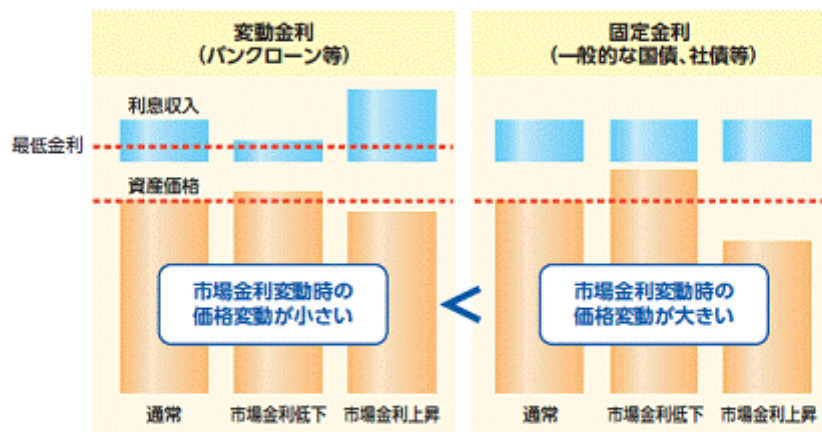 変動金利
(バンクローン等)
固定金利
(一般的な国債、社債等)
利息収入
最低金利
資産価格
市場金利変動時の
価格変動が小さい
<
市場金利変動時の
価格変動が大きい
通常
市場金利低下
市場金利上昇
通常
市場金利低下
市場金利上昇